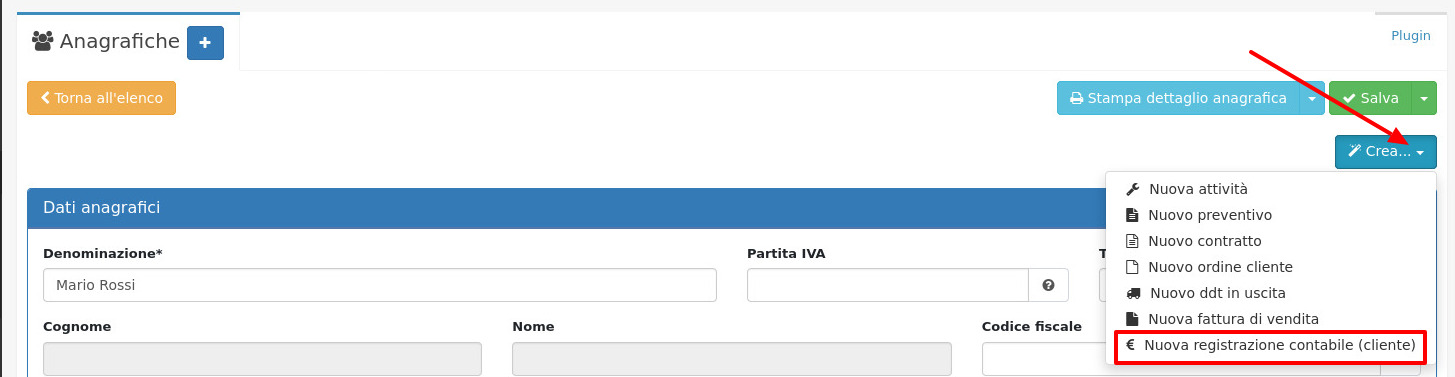 Anagrafiche
Plugin
Torna all'elenco
Stampa dettaglio anagrafica
Salva
Crea...
Nuova attività
Nuovo preventivo
Nuovo contratto
Nuovo ordine cliente
Nuovo ddt in uscita
Nuova fattura di vendita
€ Nuova registrazione contabile (cliente)
Dati anagrafici
Denominazione*
Partita IVA
T
Mario Rossi
Cognome
Nome
Codice fiscale